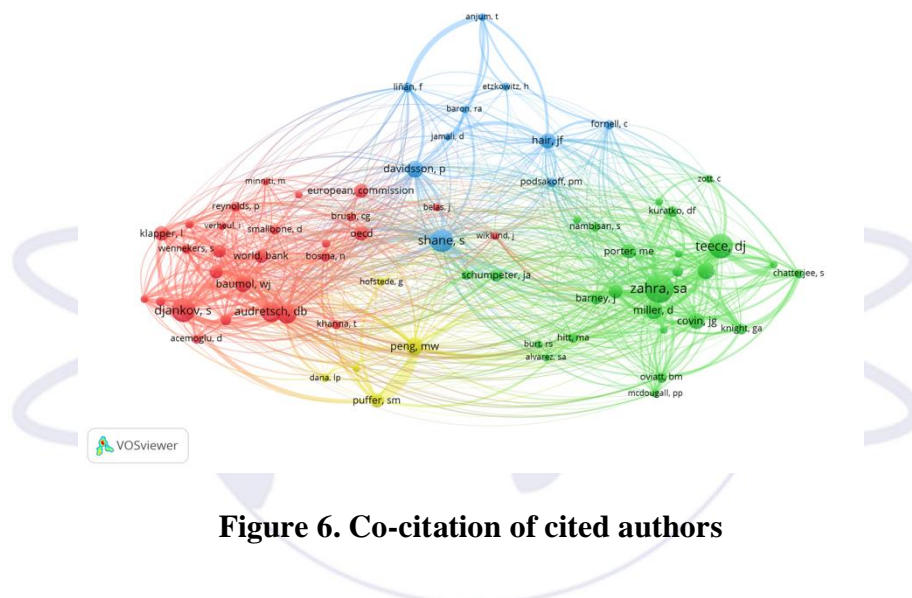 anjum, t
liñán, f
etzkowitz, h
baron, ra
jamali, d
hair, jf
fornell, c
davidsson, p
podsakoff, pm
zott, c
minniti, m
european, commission
reynolds, p
brush, cg
belas, j
kuratko, df
klapper, l
verheul, i
smallbone, d
oecd
nambisan, s
wennekers, s
world, bank
bosma, n
shane, s
wiklund, j
porter, me
teece, dj
baumol, wj
hofstede, g
schumpeter, ja
chatterjee, s
zahra, sa
barney, j
djankov, s
audretsch, db
miller, d
khanna, t
covin, jg
knight, ga
acemoglu, d
hitt, ma
burt, rs
peng, mw
alvarez, sa
dana, lp
oviatt, bm
puffer, sm
mcdougall, pp
VOSviewer
Figure 6. Co-citation of cited authors